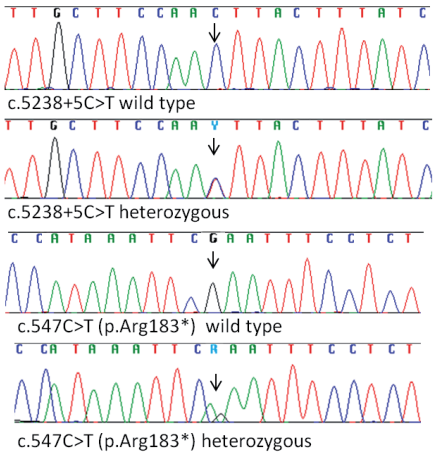 T T G C T T C C A A C T T A C T T T A T C
c.5238+5C>T wild type
T T G C T T C C A A Y T T A C T T T A T C
c.5238+5C>T heterozygous
C C A T A A A T T C G A A T T T C C T C T
c.547C>T (p.Arg183*) wild type
C C A T A A A T T C R A A T T T C C T C T
c.547C>T (p.Arg183*) heterozygous